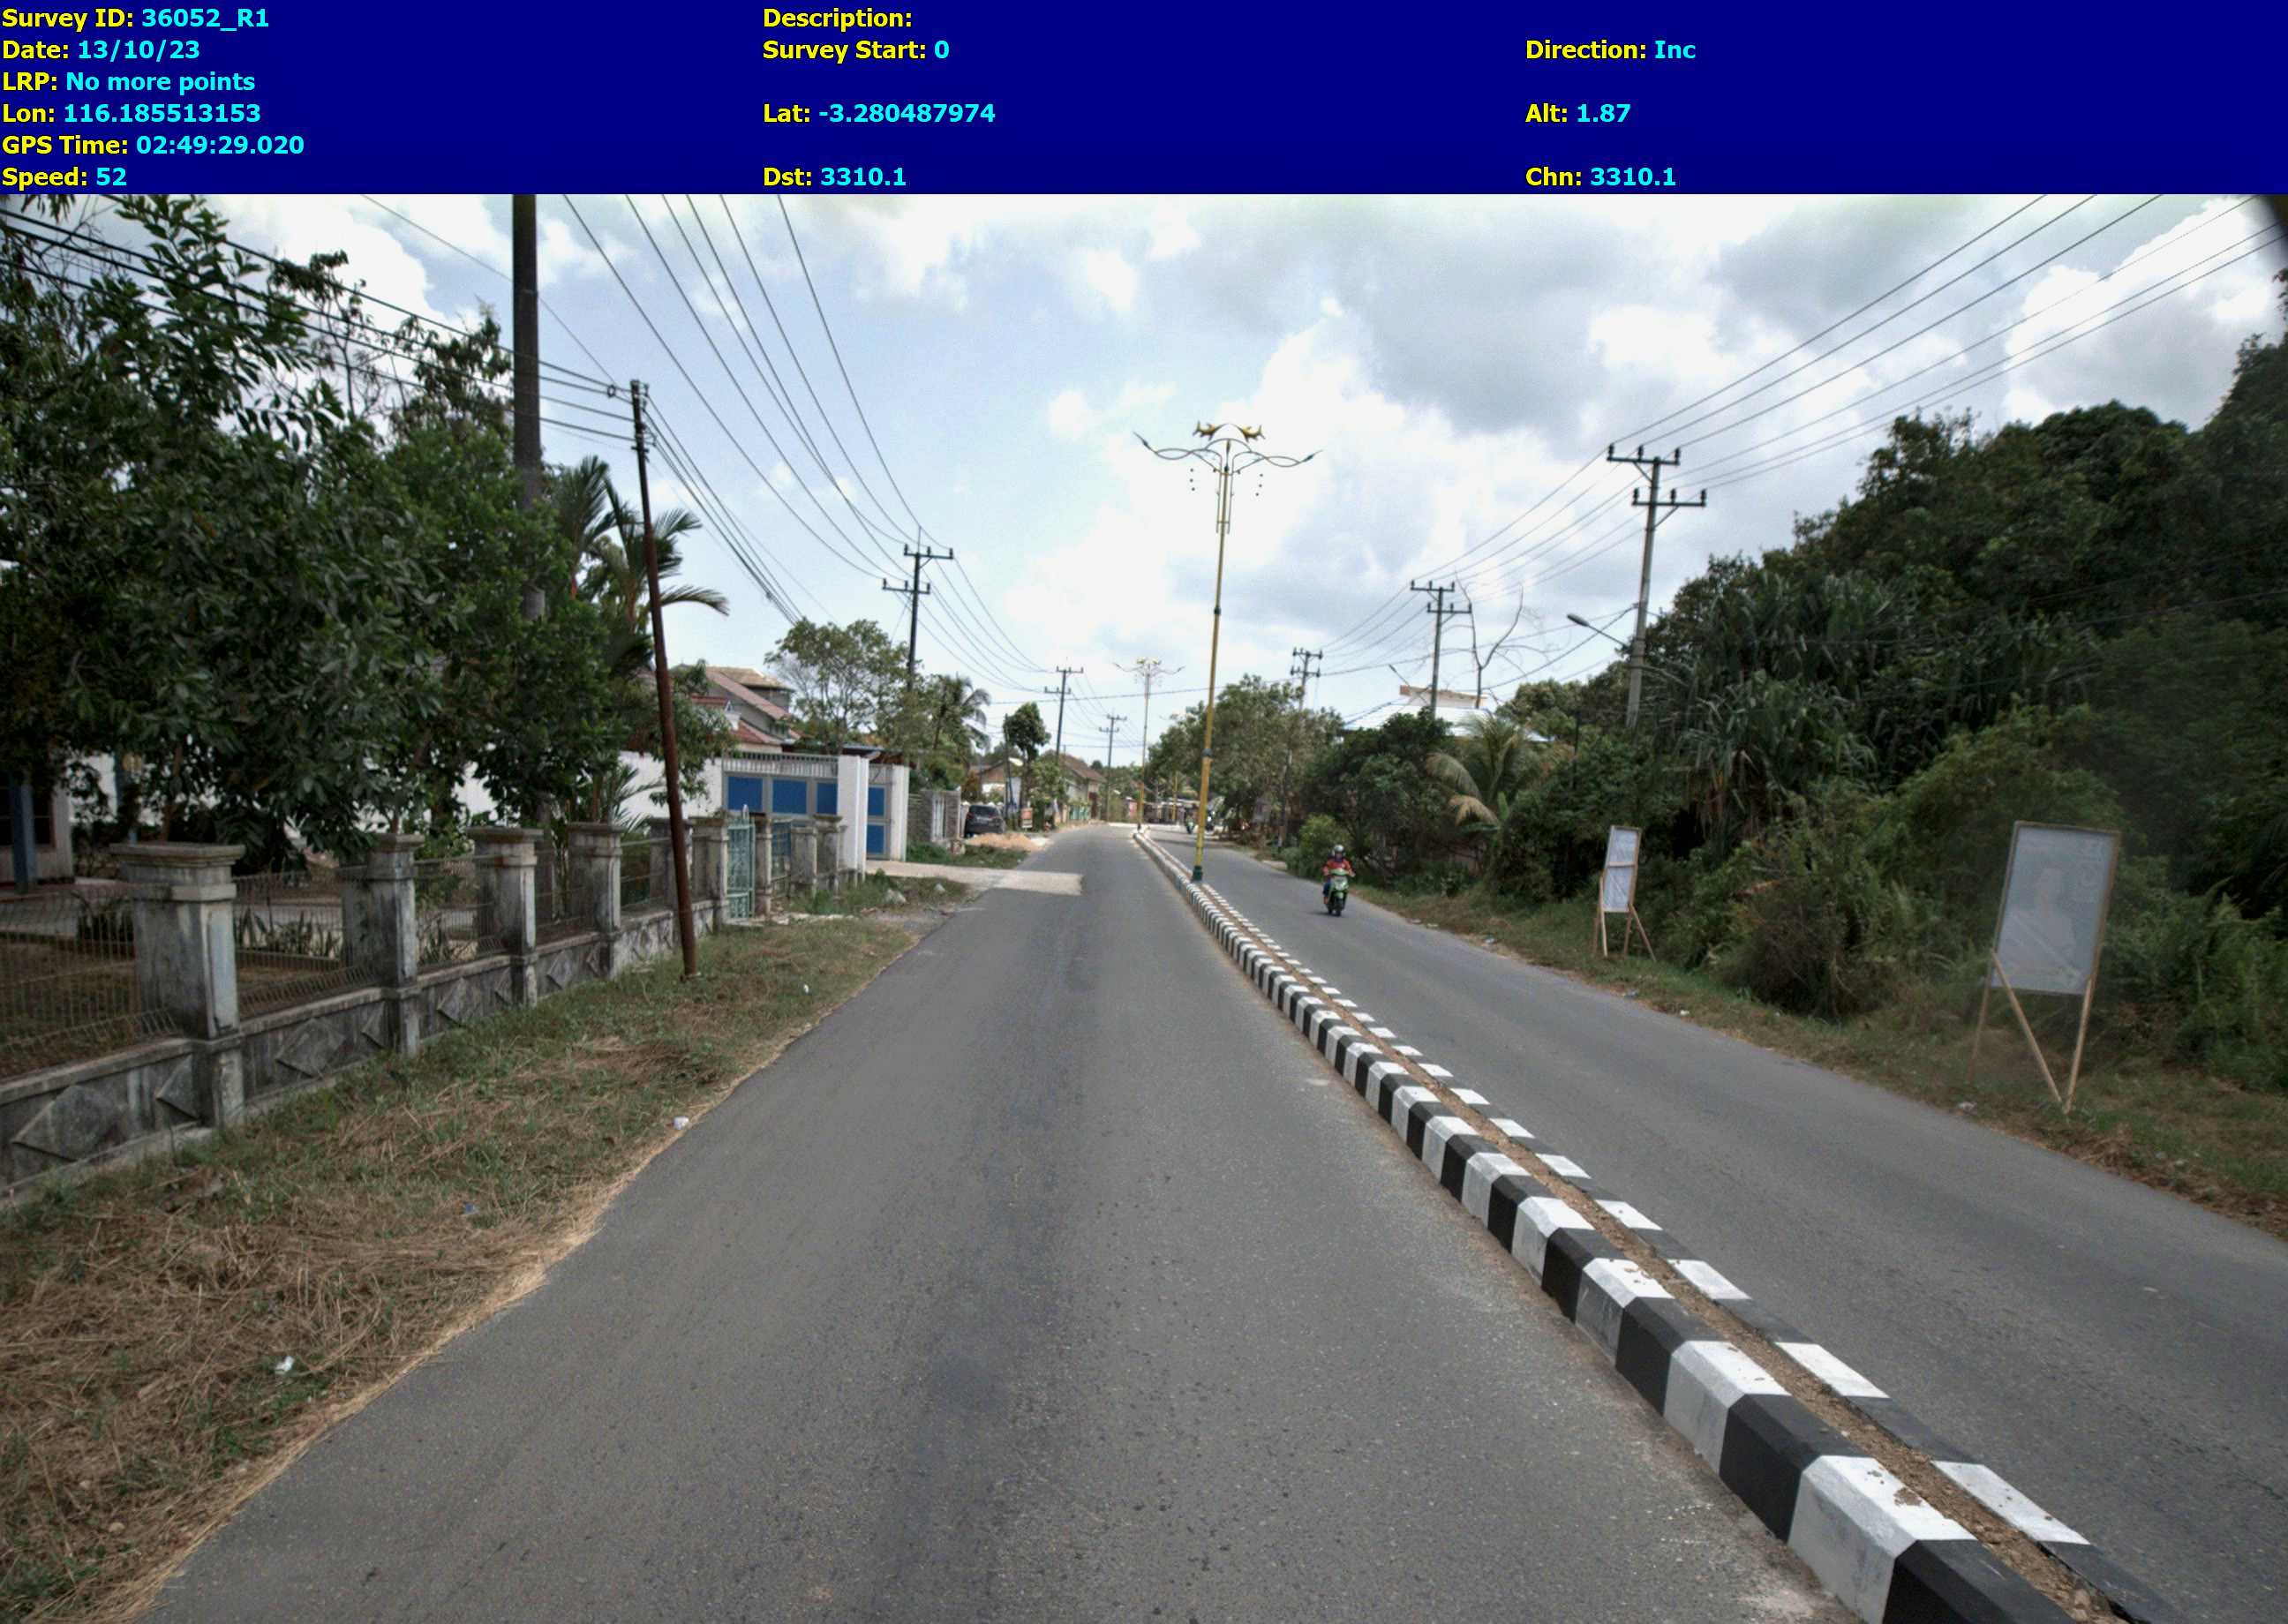 Survey ID: 36052_R1
Description:
Date: 13/10/23
Survey Start: 0
Direction: Inc
LRP: No more points
Lon: 116.185513153
Lat: -3.280487974
Alt: 1.87
GPS Time: 02:49:29.020
Speed: 52
Dst: 3310.1
Chn: 3310.1